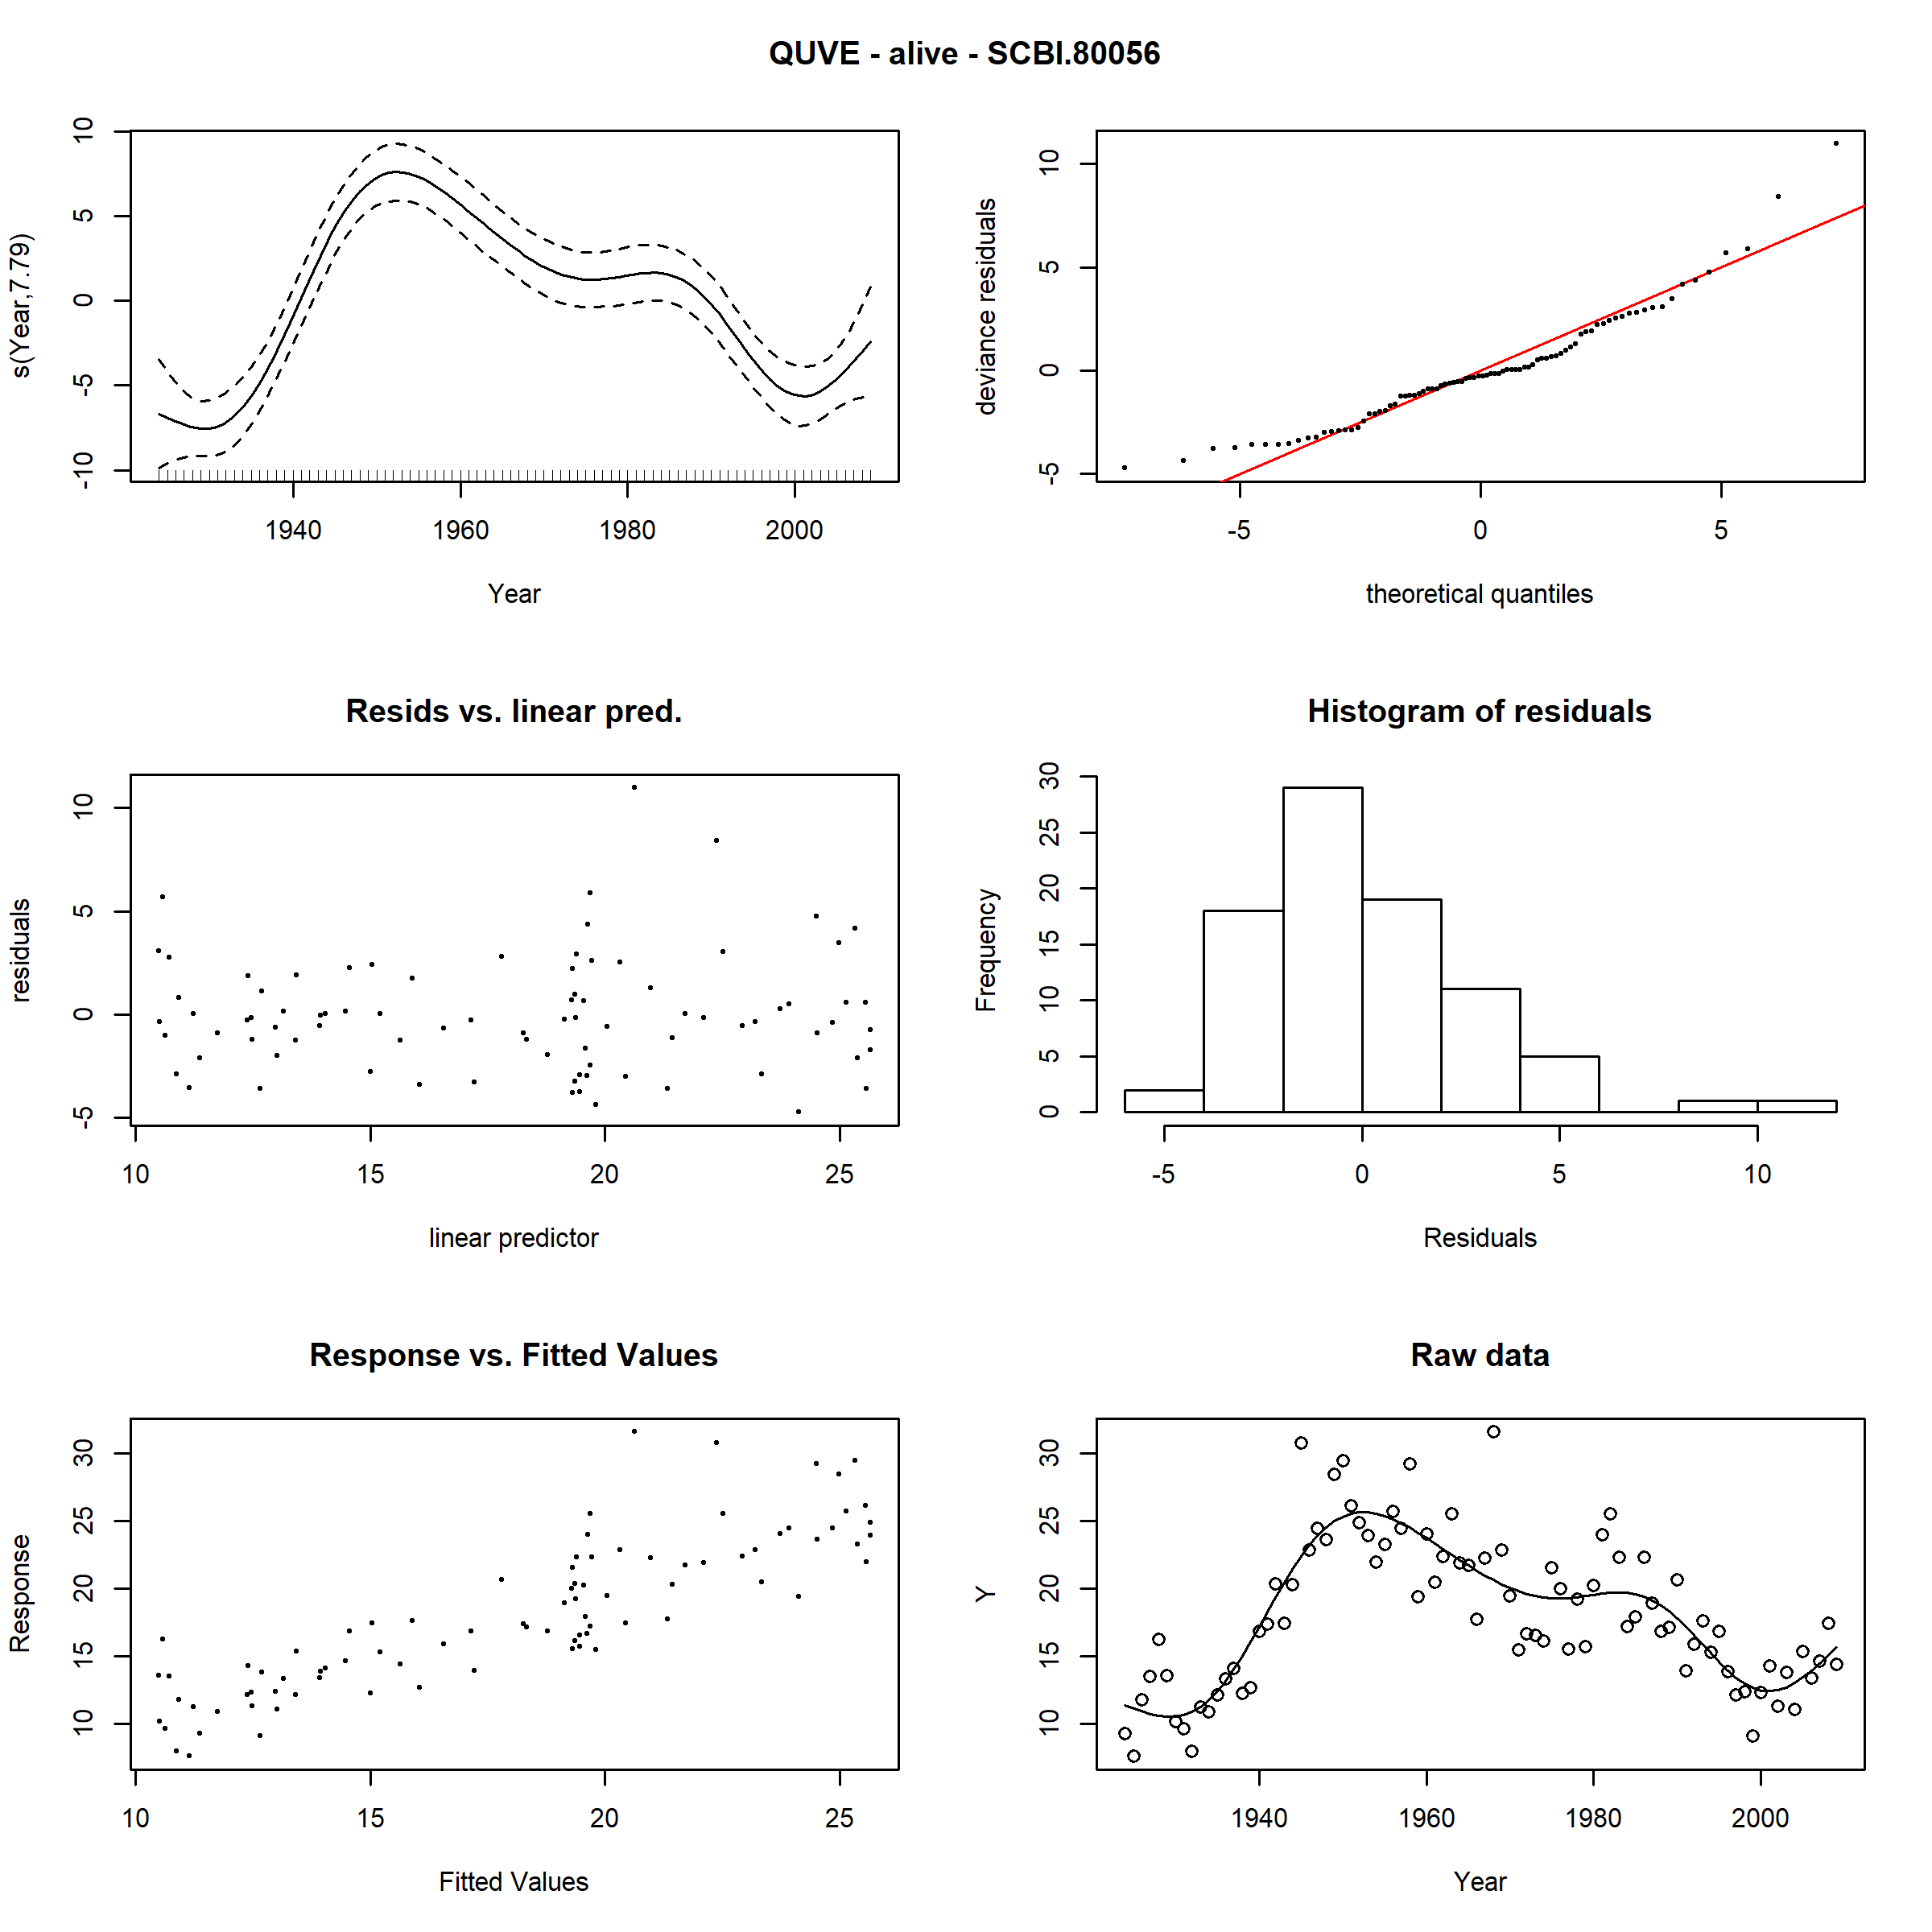 QUVE - alive - SCBI.80056
s(Year,7.79)
10
5
0
-5
-10
1940 1960 1980 2000
Year
deviance residuals
10
5
0
-5
-5 0 5
theoretical quantiles
Resids vs. linear pred.
residuals
10
5
0
-5
10 15 20 25
linear predictor
Histogram of residuals
Frequency
30
25
20
15
10
5
0
-5 0 5 10
Residuals
Response vs. Fitted Values
Response
30
25
20
15
10
10 15 20 25
Fitted Values
Raw data
Y
30
25
20
15
10
1940 1960 1980 2000
Year